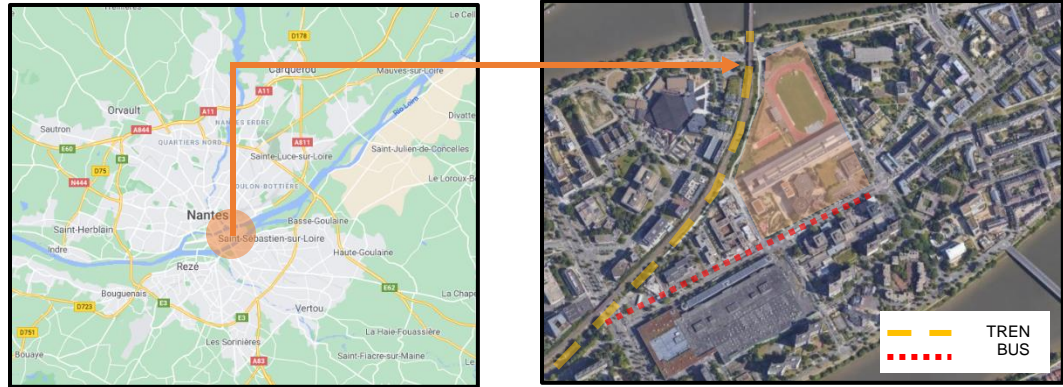 Le Cell
D178
Carquefou
Mauves-sur-Loire
A11
Orvault
A11
Divatte
A844
NANTES ERDRE
Sautron
QUARTIERS NORD
A811
Saint-Julien-de-Concelles
E60
E3
Sainte-Luce-sur-Loire
D75
N444
DOULON-BOTTIÈRE
Le Loroux-B
Nantes
Basse-Goulaine
Saint-Herblain
Saint-Sébastien-sur-Loire
Indre
Haute-Goulaine
Rezé
E62
Bouguenais
E3
La Chape
D723
Vertou
E3
D751
La Haie-Fouassière
Les Sorinières
Bouaye
A83
Saint-Fiacre-sur-Maine
Le
TREN
BUS